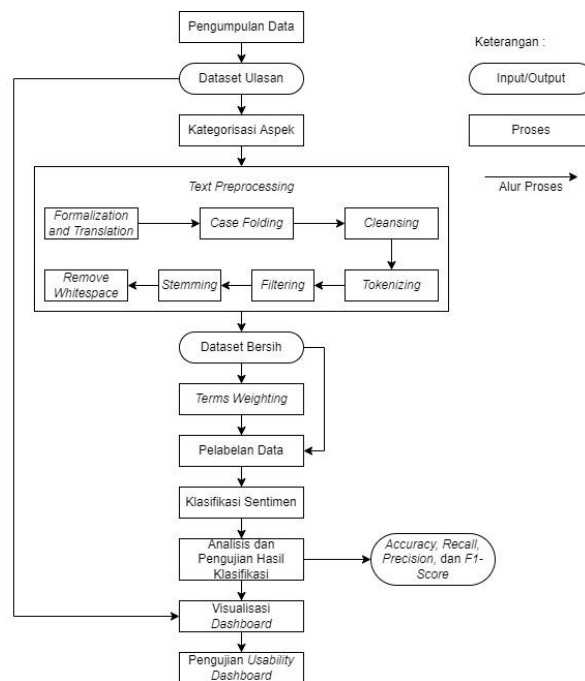 Pengumpulan Data
Keterangan :
Dataset Ulasan
Input/Output
Kategorisasi Aspek
Proses
Text Preprocessing
Alur Proses
Formalization
and Translation
Case Folding
Cleansing
Remove
Whitespace
Stemming
Filtering
Tokenizing
Dataset Bersih
Terms Weighting
Pelabelan Data
Klasifikasi Sentimen
Analisis dan
Pengujian Hasil
Klasifikasi
Accuracy, Recall,
Precision, dan F1-
Score
Visualisasi
Dashboard
Pengujian Usability
Dashboard